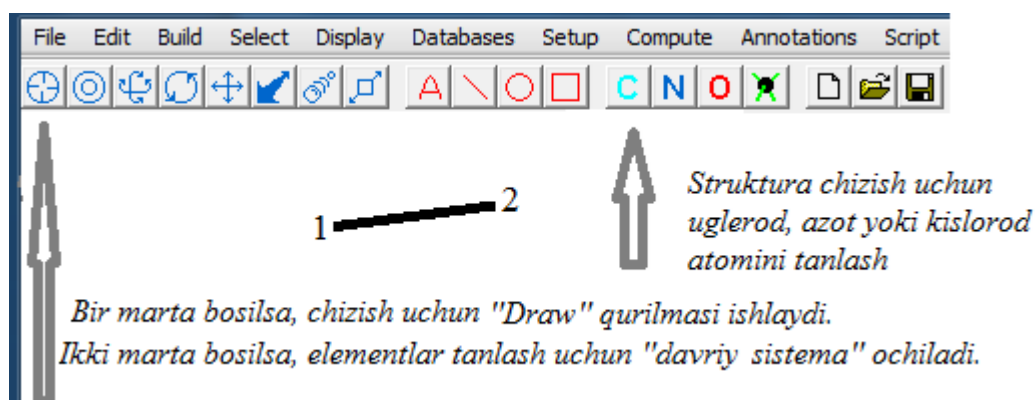 File Edit Build Select Display Databases Setup Compute Annotations Script
A C N O
Struktura chizish uchun
uglerod, azot yoki kislorod
atomini tanlash
1 2
Bir marta bosilsa, chizish uchun "Draw" qurilmasi ishlaydi.
Ikki marta bosilsa, elementlar tanlash uchun "davriy sistema" ochiladi.